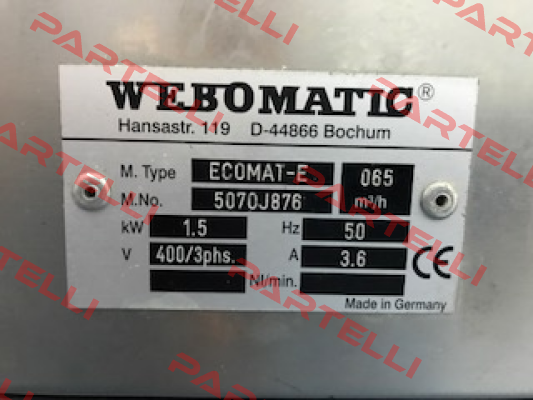 WEBOMATIC®
Hansastr. 119 D-44866 Bochum
M. Type ECOMAT-E 065
M.No. 5070J876 m³/h
kW 1.5 Hz 50
V 400/3phs. A 3.6
Nl/min.
CE
Made in Germany
PARTELLI
PARTELLI
PARTELLI
PARTELLI
PARTELLI